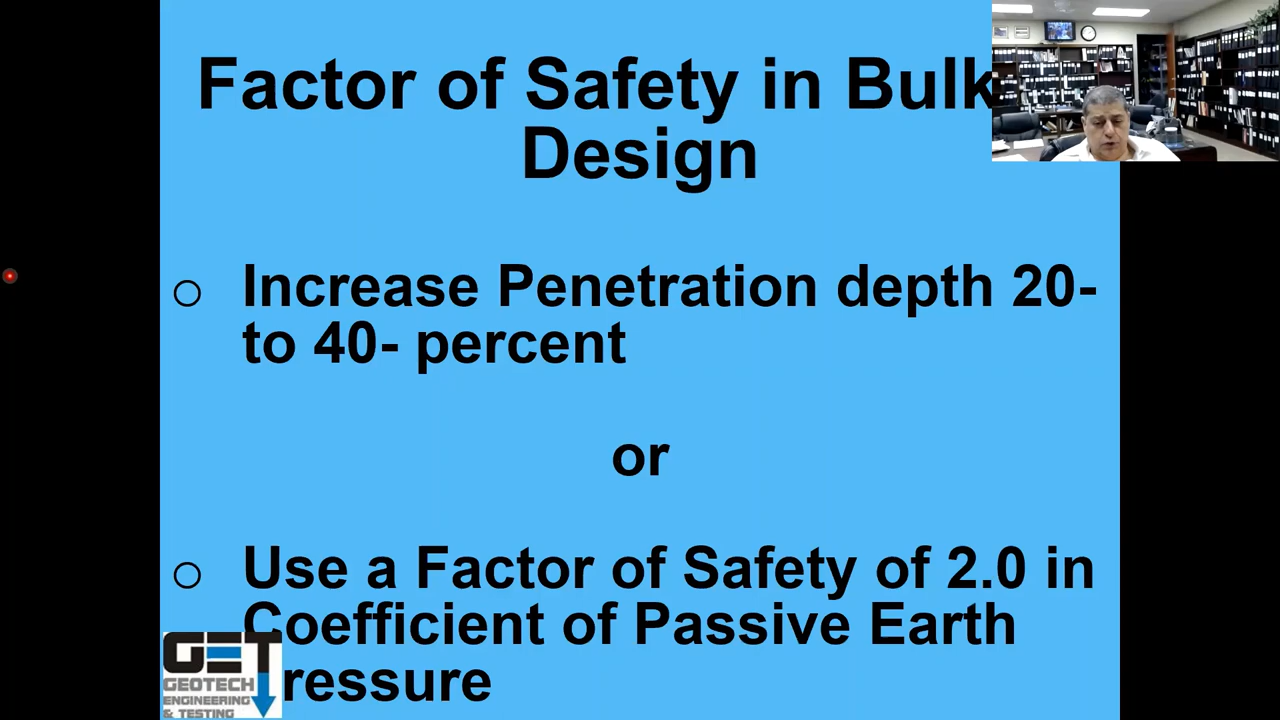 Factor of Safety in Bulk
Design
o Increase Penetration depth 20-
to 40- percent
or
o Use a Factor of Safety of 2.0 in
Coefficient of Passive Earth
ressure
GET
GEOTECH
ENGINEERING
& TESTING